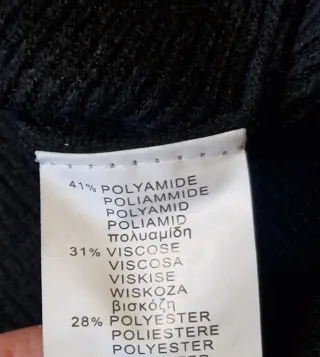 41% POLYAMIDE
POLIAMMIDE
POLYAMID
POLIAMID
πολυαμίδη
31% VISCOSE
VISCOSA
VISKISE
WISKOZA
βισκόζη
28% POLYESTER
POLIESTERE
POLYESTER